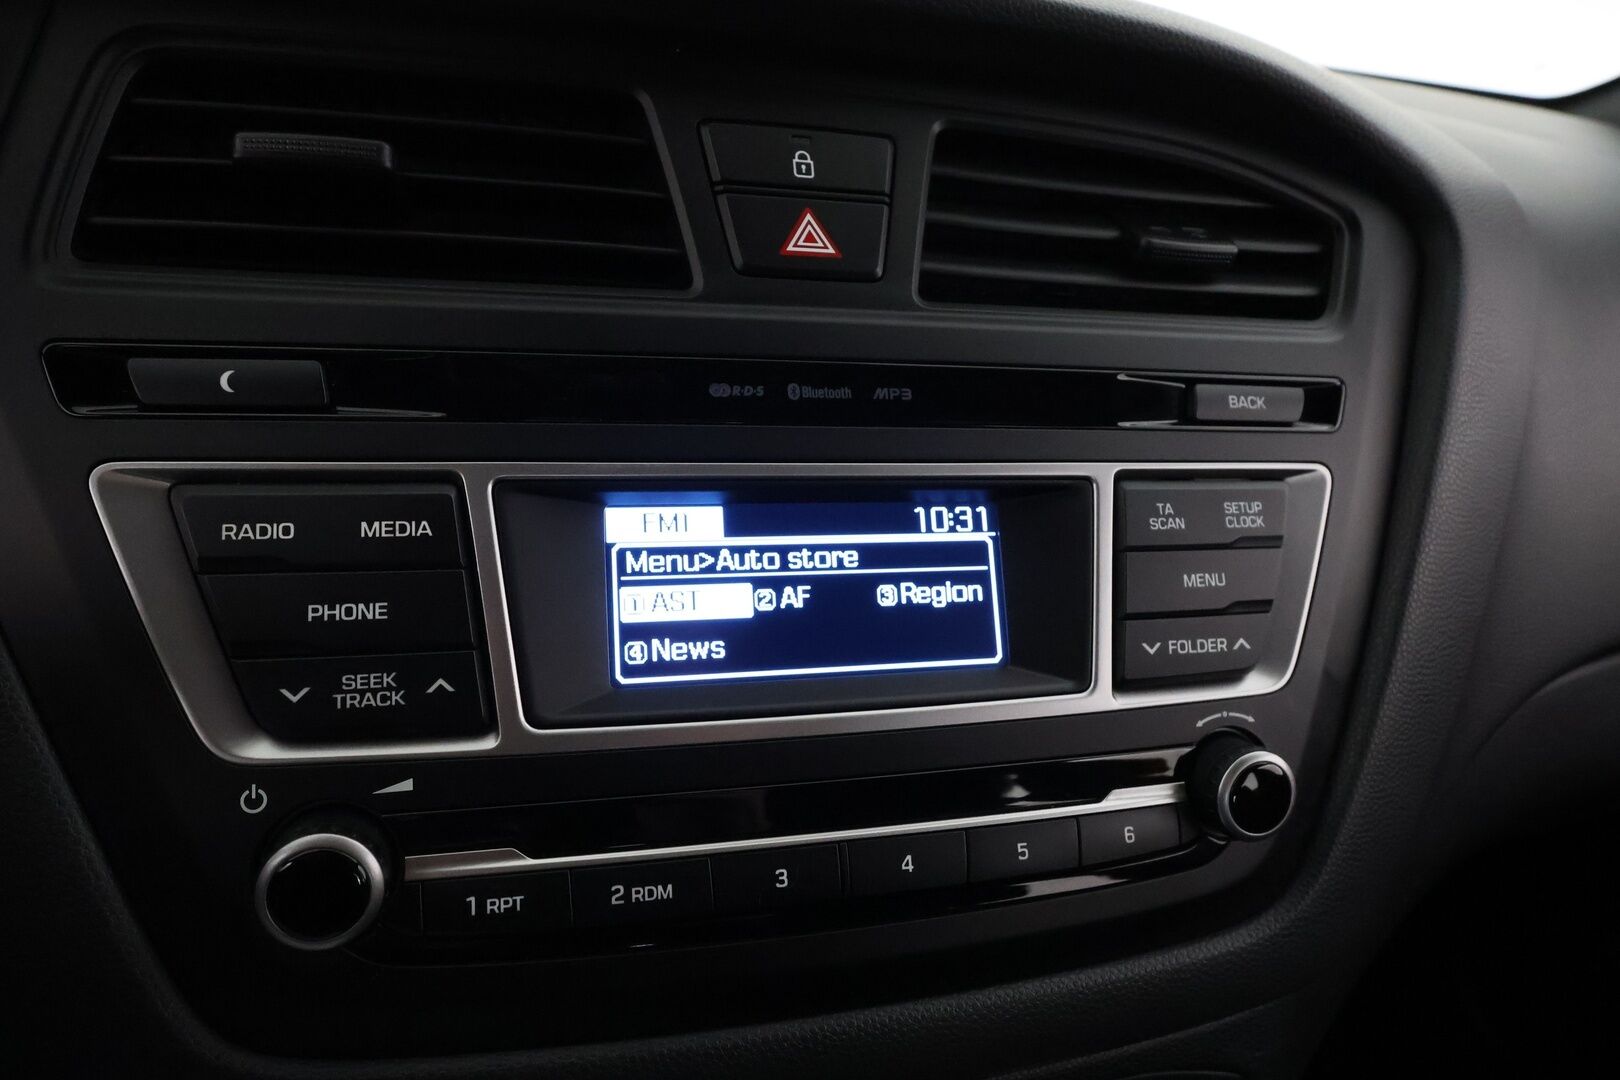 R·D·S Bluetooth MP3
BACK
RADIO MEDIA
PHONE
SEEK
TRACK
FM1 10:31
Menu>Auto store
1 AST 2 AF 3 Region
4 News
TA
SCAN
SETUP
CLOCK
MENU
FOLDER
1 RPT 2 RDM 3 4 5 6